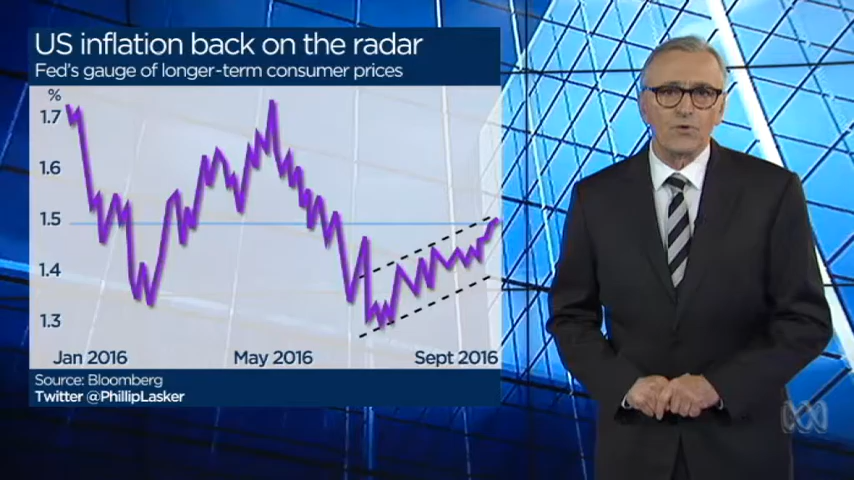 US inflation back on the radar
Fed's gauge of longer-term consumer prices
%
1.7
1.6
1.5
1.4
1.3
Jan 2016 May 2016 Sept 2016
Source: Bloomberg
Twitter @PhillipLasker